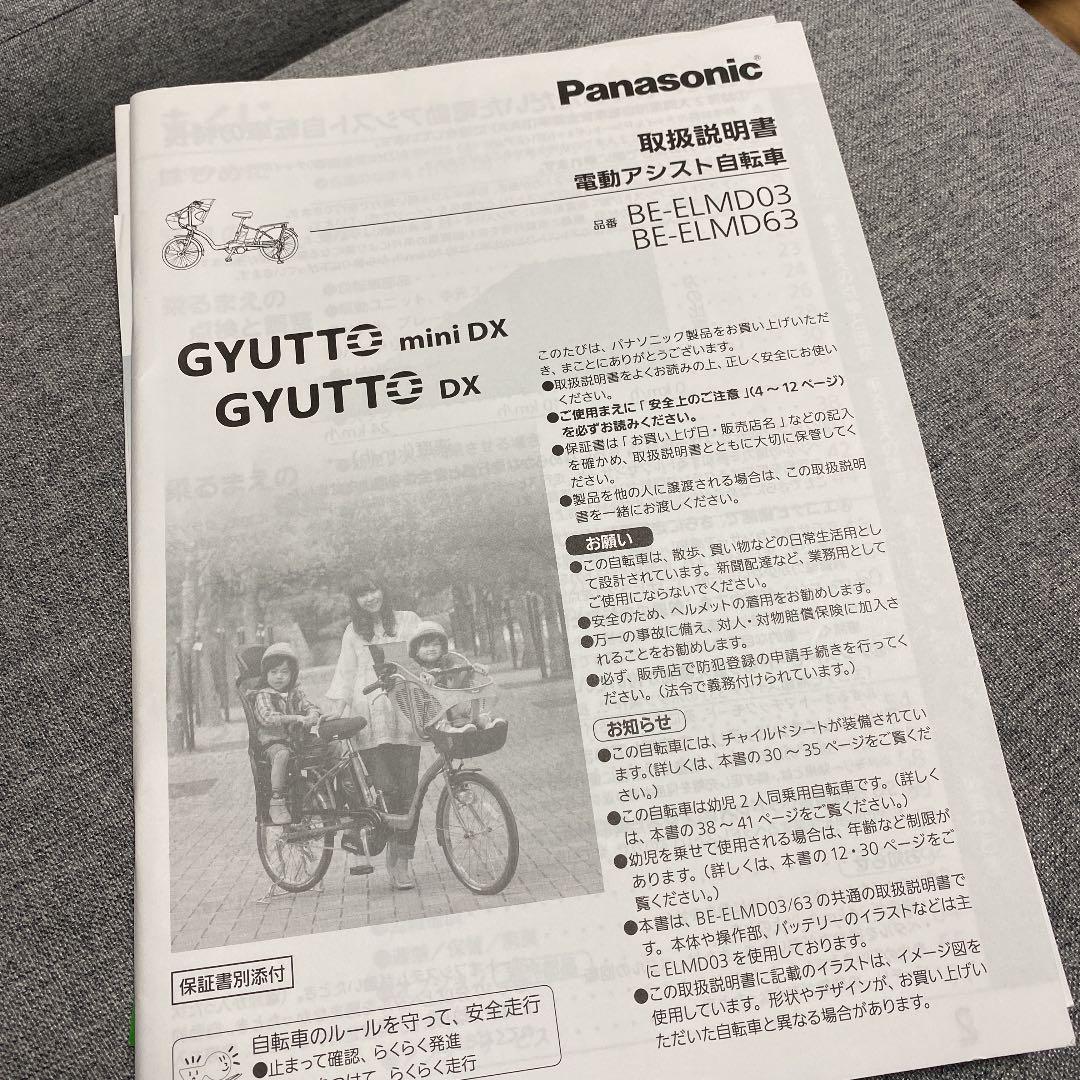 Panasonic®
取扱説明書
電動アシスト自転車
品番 BE-ELMD03
BE-ELMD63
GYUTTO mini DX
GYUTTO DX
このたびは、パナソニック製品をお買い上げいただ
き、まことにありがとうございます。
●取扱説明書をよくお読みの上、正しく安全にお使い
ください。
●ご使用まえに「安全上のご注意」(4～12ページ)
を必ずお読みください。
●保証書は「お買い上げ日・販売店名」などの記入
を確かめ、取扱説明書とともに大切に保管してく
ださい。
●製品を他の人に譲渡される場合は、この取扱説明
書を一緒にお渡しください。
お願い
●この自転車は、散歩、買い物などの日常生活用とし
て設計されています。新聞配達など、業務用として
ご使用にならないでください。
●安全のため、ヘルメットの着用をお勧めします。
●万一の事故に備え、対人・対物賠償保険に加入さ
れることをお勧めします。
●必ず、販売店で防犯登録の申請手続きを行ってく
ださい。(法令で義務付けられています。)
お知らせ
●この自転車には、チャイルドシートが装備されてい
ます。(詳しくは、本書の30～35ページをご覧くだ
さい。)
●この自転車は幼児2人同乗用自転車です。(詳しく
は、本書の38～41ページをご覧ください。)
●幼児を乗せて使用される場合は、年齢など制限が
あります。(詳しくは、本書の12・30ページをご
覧ください。)
●本書は、BE-ELMD03/63の共通の取扱説明書で
す。本体や操作部、バッテリーのイラストなどは主
にELMD03を使用しております。
●この取扱説明書に記載のイラストは、イメージ図を
使用しています。形状やデザインが、お買い上げい
ただいた自転車と異なる場合があります。
保証書別添付
自転車のルールを守って、安全走行
●止まって確認、らくらく発進
つけて、らくらく走行